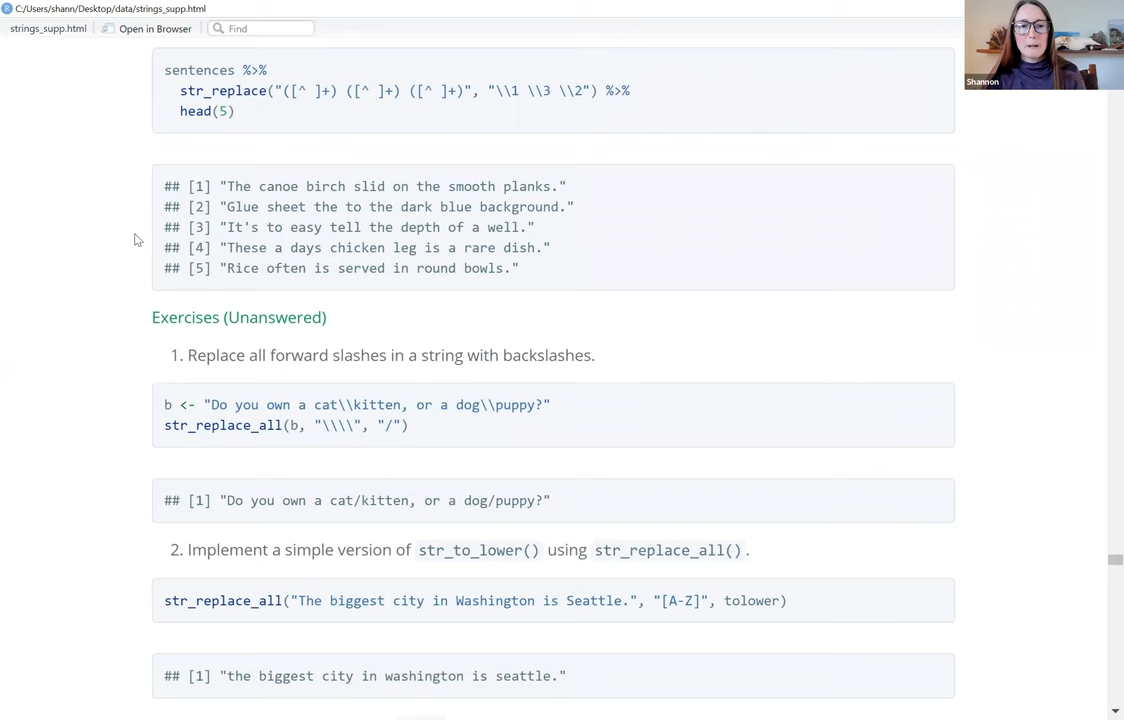 C:/Users/shann/Desktop/data/strings_supp.html
strings_supp.html Open in Browser Find
Shannon
sentences %>%
str_replace("([^ ]+) ([^ ]+) ([^ ]+)", "\\1 \\3 \\2") %>%
head(5)
## [1] "The canoe birch slid on the smooth planks."
## [2] "Glue sheet the to the dark blue background."
## [3] "It's to easy tell the depth of a well."
## [4] "These a days chicken leg is a rare dish."
## [5] "Rice often is served in round bowls."
Exercises (Unanswered)
1. Replace all forward slashes in a string with backslashes.
b <- "Do you own a cat\\kitten, or a dog\\puppy?"
str_replace_all(b, "\\\\", "/")
## [1] "Do you own a cat/kitten, or a dog/puppy?"
2. Implement a simple version of str_to_lower() using str_replace_all().
str_replace_all("The biggest city in Washington is Seattle.", "[A-Z]", tolower)
## [1] "the biggest city in washington is seattle."